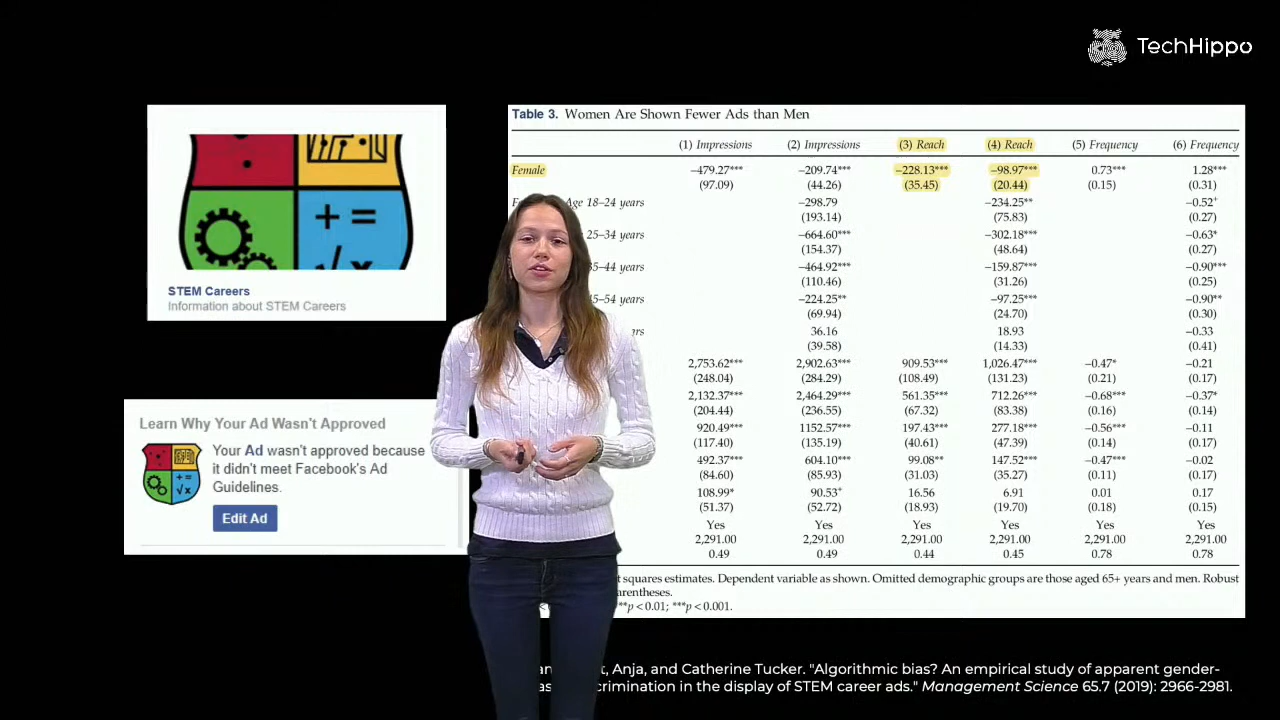 TechHippo
Table 3. Women Are Shown Fewer Ads than Men
(1) Impressions (2) Impressions (3) Reach (4) Reach (5) Frequency (6) Frequency
Female −479.27*** −209.74*** −228.13*** −98.97*** 0.73*** 1.28***
(97.09) (44.26) (35.45) (20.44) (0.15) (0.31)
Age 18–24 years −298.79 −234.25** −0.52+
(193.14) (75.83) (0.27)
25–34 years −664.60*** −302.18*** −0.63*
(154.37) (48.64) (0.27)
35–44 years −464.92*** −159.87*** −0.90***
(110.46) (31.26) (0.25)
45–54 years −224.25** −97.25*** −0.90**
(69.94) (24.70) (0.30)
36.16 18.93 −0.33
(39.58) (14.33) (0.41)
2,753.62*** 2,902.63*** 909.53*** 1,026.47*** −0.47* −0.21
(248.04) (284.29) (108.49) (131.23) (0.21) (0.17)
2,132.37*** 2,464.29*** 561.35*** 712.26*** −0.68*** −0.37*
(204.44) (236.55) (67.32) (83.38) (0.16) (0.14)
920.49*** 1152.57*** 197.43*** 277.18*** −0.56*** −0.11
(117.40) (135.19) (40.61) (47.39) (0.14) (0.17)
492.37*** 604.10*** 99.08** 147.52*** −0.47*** −0.02
(84.60) (85.93) (31.03) (35.27) (0.11) (0.17)
108.99* 90.53+ 16.56 6.91 0.01 0.17
(51.37) (52.72) (18.93) (19.70) (0.18) (0.15)
Yes Yes Yes Yes Yes Yes
2,291.00 2,291.00 2,291.00 2,291.00 2,291.00 2,291.00
0.49 0.49 0.44 0.45 0.78 0.78
squares estimates. Dependent variable as shown. Omitted demographic groups are those aged 65+ years and men. Robust
**p < 0.01; ***p < 0.001.
+ =
√x
STEM Careers
Information about STEM Careers
Learn Why Your Ad Wasn't Approved
Your Ad wasn't approved because
it didn't meet Facebook's Ad
Guidelines.
Edit Ad
Anja, and Catherine Tucker. "Algorithmic bias? An empirical study of apparent gender-
in the display of STEM career ads." Management Science 65.7 (2019): 2966-2981.